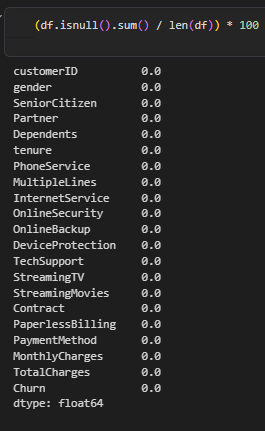 (df.isnull().sum() / len(df)) * 100
customerID 0.0
gender 0.0
SeniorCitizen 0.0
Partner 0.0
Dependents 0.0
tenure 0.0
PhoneService 0.0
MultipleLines 0.0
InternetService 0.0
OnlineSecurity 0.0
OnlineBackup 0.0
DeviceProtection 0.0
TechSupport 0.0
StreamingTV 0.0
StreamingMovies 0.0
Contract 0.0
PaperlessBilling 0.0
PaymentMethod 0.0
MonthlyCharges 0.0
TotalCharges 0.0
Churn 0.0
dtype: float64